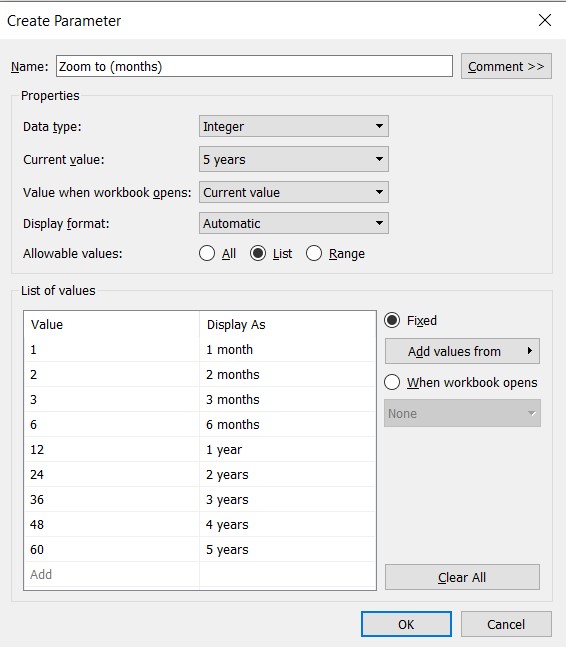 Create Parameter
Name: Zoom to (months) Comment >>
Properties
Data type: Integer
Current value: 5 years
Value when workbook opens: Current value
Display format: Automatic
Allowable values: All List Range
List of values
Value Display As
1 1 month
2 2 months
3 3 months
6 6 months
12 1 year
24 2 years
36 3 years
48 4 years
60 5 years
Add
Fixed
Add values from
When workbook opens
None
Clear All
OK Cancel